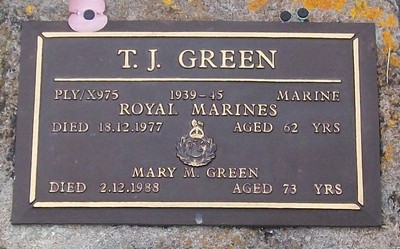 T. J. GREEN
PLY/X975 1939-45 MARINE
ROYAL MARINES
DIED 18.12.1977 AGED 62 YRS
MARY M. GREEN
DIED 2.12.1988 AGED 73 YRS